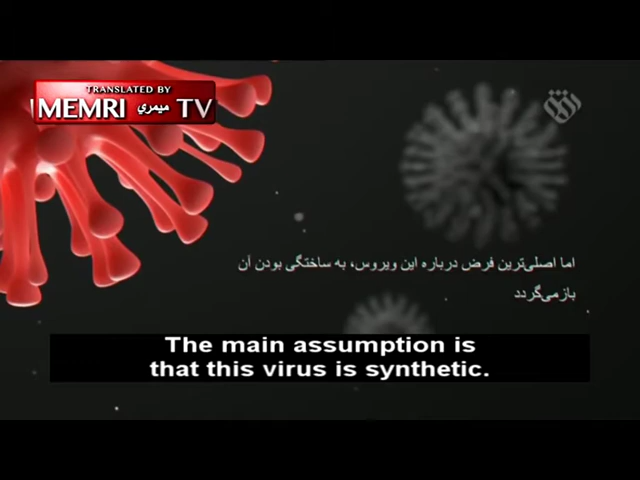 TRANSLATED BY
MEMRI ميمري TV
افق
اما اصلی‌ترین فرض درباره این ویروس، به ساختگی بودن آن
بازمی‌گردد
The main assumption is
that this virus is synthetic.